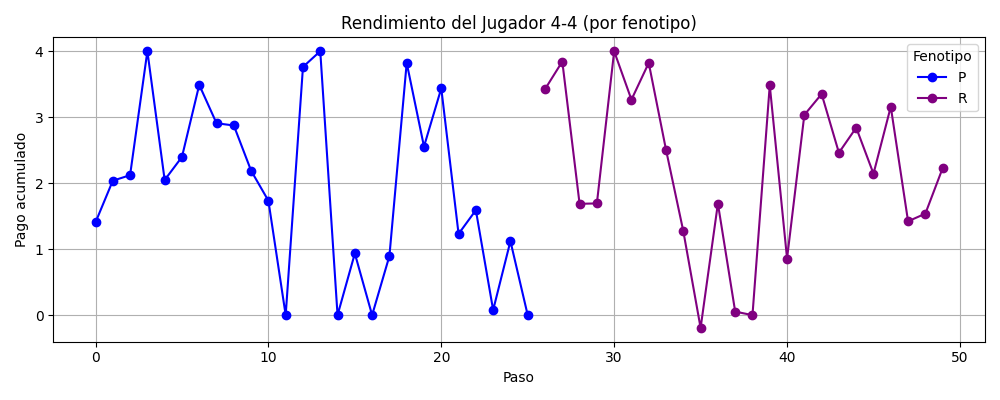 Rendimiento del Jugador 4-4 (por fenotipo)
Pago acumulado
4
3
2
1
0
0 10 20 30 40 50
Paso
Fenotipo
P
R